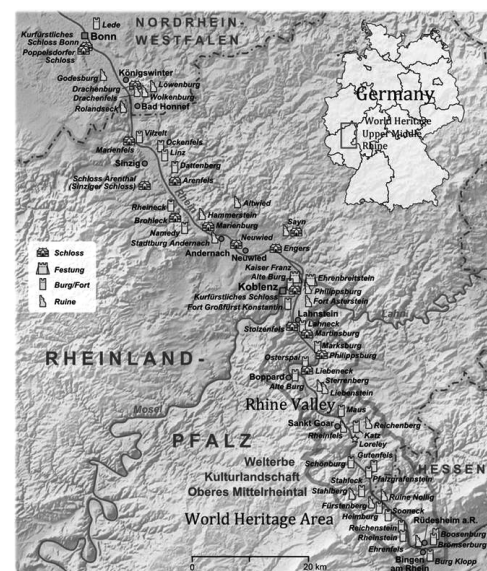 Lede
NORDRHEIN-
WESTFALEN
Kurfürstliches
Schloss Bonn
Bonn
Poppelsdorfer
Schloss
Godesburg
Königswinter
Drachenburg
Löwenburg
Drachenfels
Wolkenburg
Rolandseck
Bad Honnef
Germany
World Heritage
Upper Middle
Rhine
Vilzelt
Ockenfels
Marienfels
Linz
Sinzig
Dattenberg
Schloss Arenthal
(Sinziger Schloss)
Arenfels
Rheineck
Altwied
Hammerstein
Brohleck
Marienburg
Sayn
Namedy
Stadtburg Andernach
Neuwied
Andernach
Engers
Neuwied
Schloss
Festung
Burg/Fort
Ruine
Kaiser Franz
Alte Burg
Ehrenbreitstein
Koblenz
Philippsburg
Kurfürstliches Schloss
Fort Asterstein
Fort Großfürst Konstantin
Lahn
Lahnstein
Lahneck
Stolzenfels
Martinsburg
Marksburg
RHEINLAND-
Osterspai
Philippsburg
Boppard
Liebeneck
Alte Burg
Sterrenberg
Liebenstein
Mosel
Rhine Valley
Maus
Sankt Goar
Reichenberg
PFALZ
Rheinfels
Katz
Loreley
Welterbe
Gutenfels
Kulturlandschaft
Schönburg
HESSEN
Oberes Mittelrheintal
Stahleck
Pfalzgrafenstein
Stahlberg
Ruine Nollig
Fürstenberg
World Heritage Area
Heimburg
Sooneck
Reichenstein
Rüdesheim a.R.
Rheinstein
Boosenburg
Ehrenfels
Brömserburg
Bingen
am Rhein
Burg Klopp
0
20 km